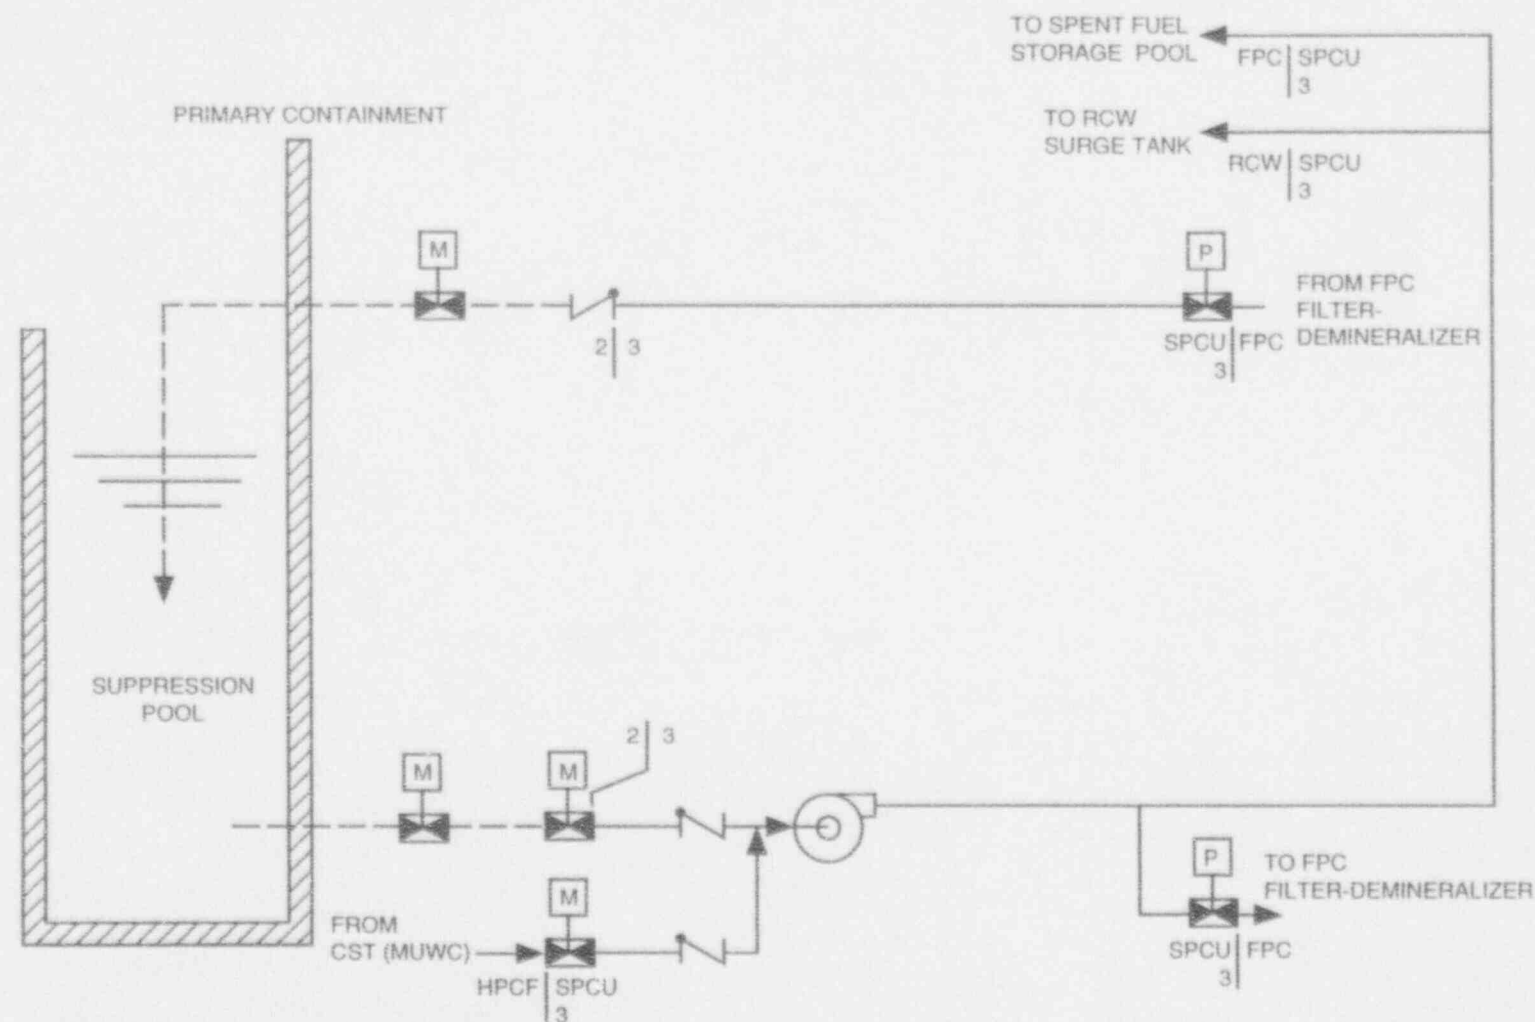 TO SPENT FUEL
STORAGE POOL
FPC SPCU
3
PRIMARY CONTAINMENT
TO RCW
SURGE TANK
RCW SPCU
3
M
P
FROM FPC
FILTER-
DEMINERALIZER
2 3
SPCU FPC
3
SUPPRESSION
POOL
2 3
M
M
P
TO FPC
FILTER-DEMINERALIZER
M
FROM
CST (MUWC)
HPCF SPCU
3
SPCU FPC
3